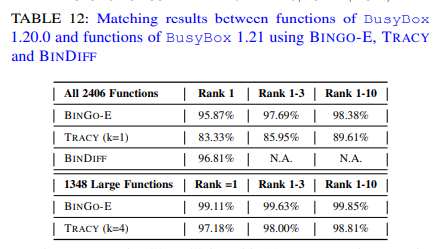 TABLE 12: Matching results between functions of BusyBox
1.20.0 and functions of BusyBox 1.21 using BINGO-E, TRACY
and BINDIFF
All 2406 Functions | Rank 1 | Rank 1-3 | Rank 1-10
BINGO-E | 95.87% | 97.69% | 98.38%
TRACY (k=1) | 83.33% | 85.95% | 89.61%
BINDIFF | 96.81% | N.A. | N.A.
1348 Large Functions | Rank =1 | Rank 1-3 | Rank 1-10
BINGO-E | 99.11% | 99.63% | 99.85%
TRACY (k=4) | 97.18% | 98.00% | 98.81%